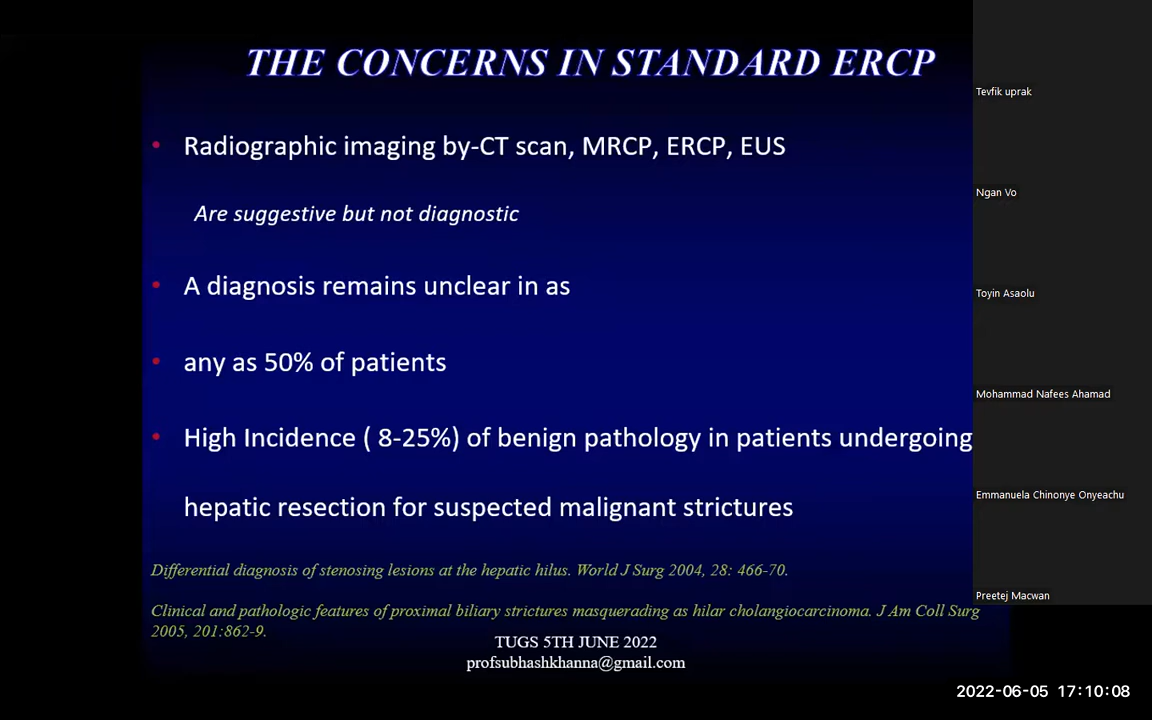 THE CONCERNS IN STANDARD ERCP
• Radiographic imaging by-CT scan, MRCP, ERCP, EUS
Are suggestive but not diagnostic
• A diagnosis remains unclear in as
• any as 50% of patients
• High Incidence ( 8-25%) of benign pathology in patients undergoing
hepatic resection for suspected malignant strictures
Differential diagnosis of stenosing lesions at the hepatic hilus. World J Surg 2004, 28: 466-70.
Clinical and pathologic features of proximal biliary strictures masquerading as hilar cholangiocarcinoma. J Am Coll Surg
2005, 201:862-9.
TUGS 5TH JUNE 2022
profsubhashkhanna@gmail.com
Tevfik uprak
Ngan Vo
Toyin Asaolu
Mohammad Nafees Ahamad
Emmanuela Chinonye Onyeachu
Preetej Macwan
2022-06-05 17:10:08